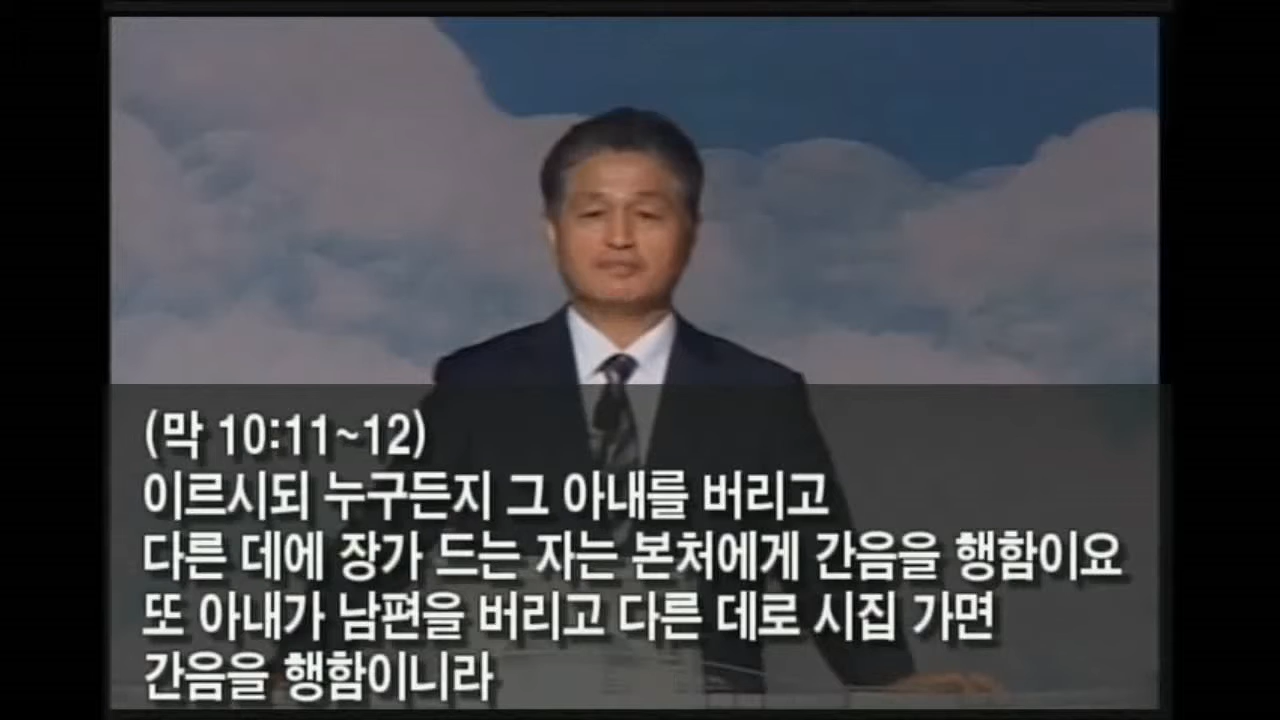 (막 10:11~12)
이르시되 누구든지 그 아내를 버리고
다른 데에 장가 드는 자는 본처에게 간음을 행함이요
또 아내가 남편을 버리고 다른 데로 시집 가면
간음을 행함이니라